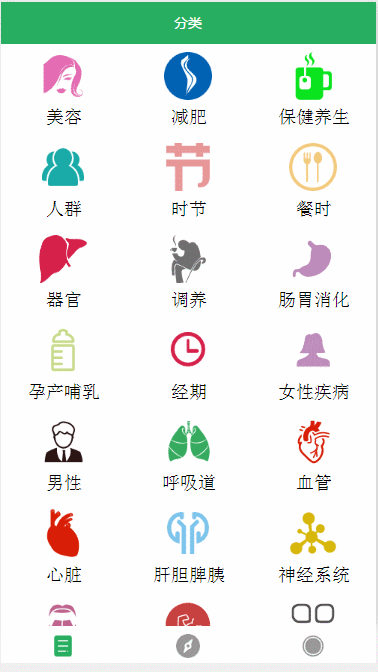 分类
美容 减肥 保健养生
节
人群 时节 餐时
器官 调养 肠胃消化
孕产哺乳 经期 女性疾病
男性 呼吸道 血管
心脏 肝胆脾胰 神经系统